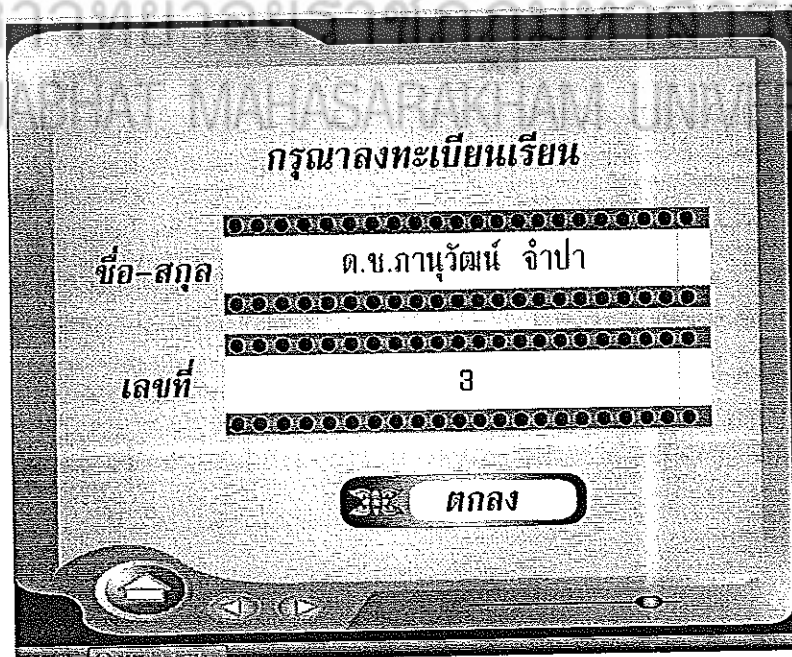 MAHASARAKHAM
กรุณาลงทะเบียนเรียน
ชื่อ-สกุล ด.ช.ภานุวัฒน์ จำปา
เลขที่ 3
ตกลง